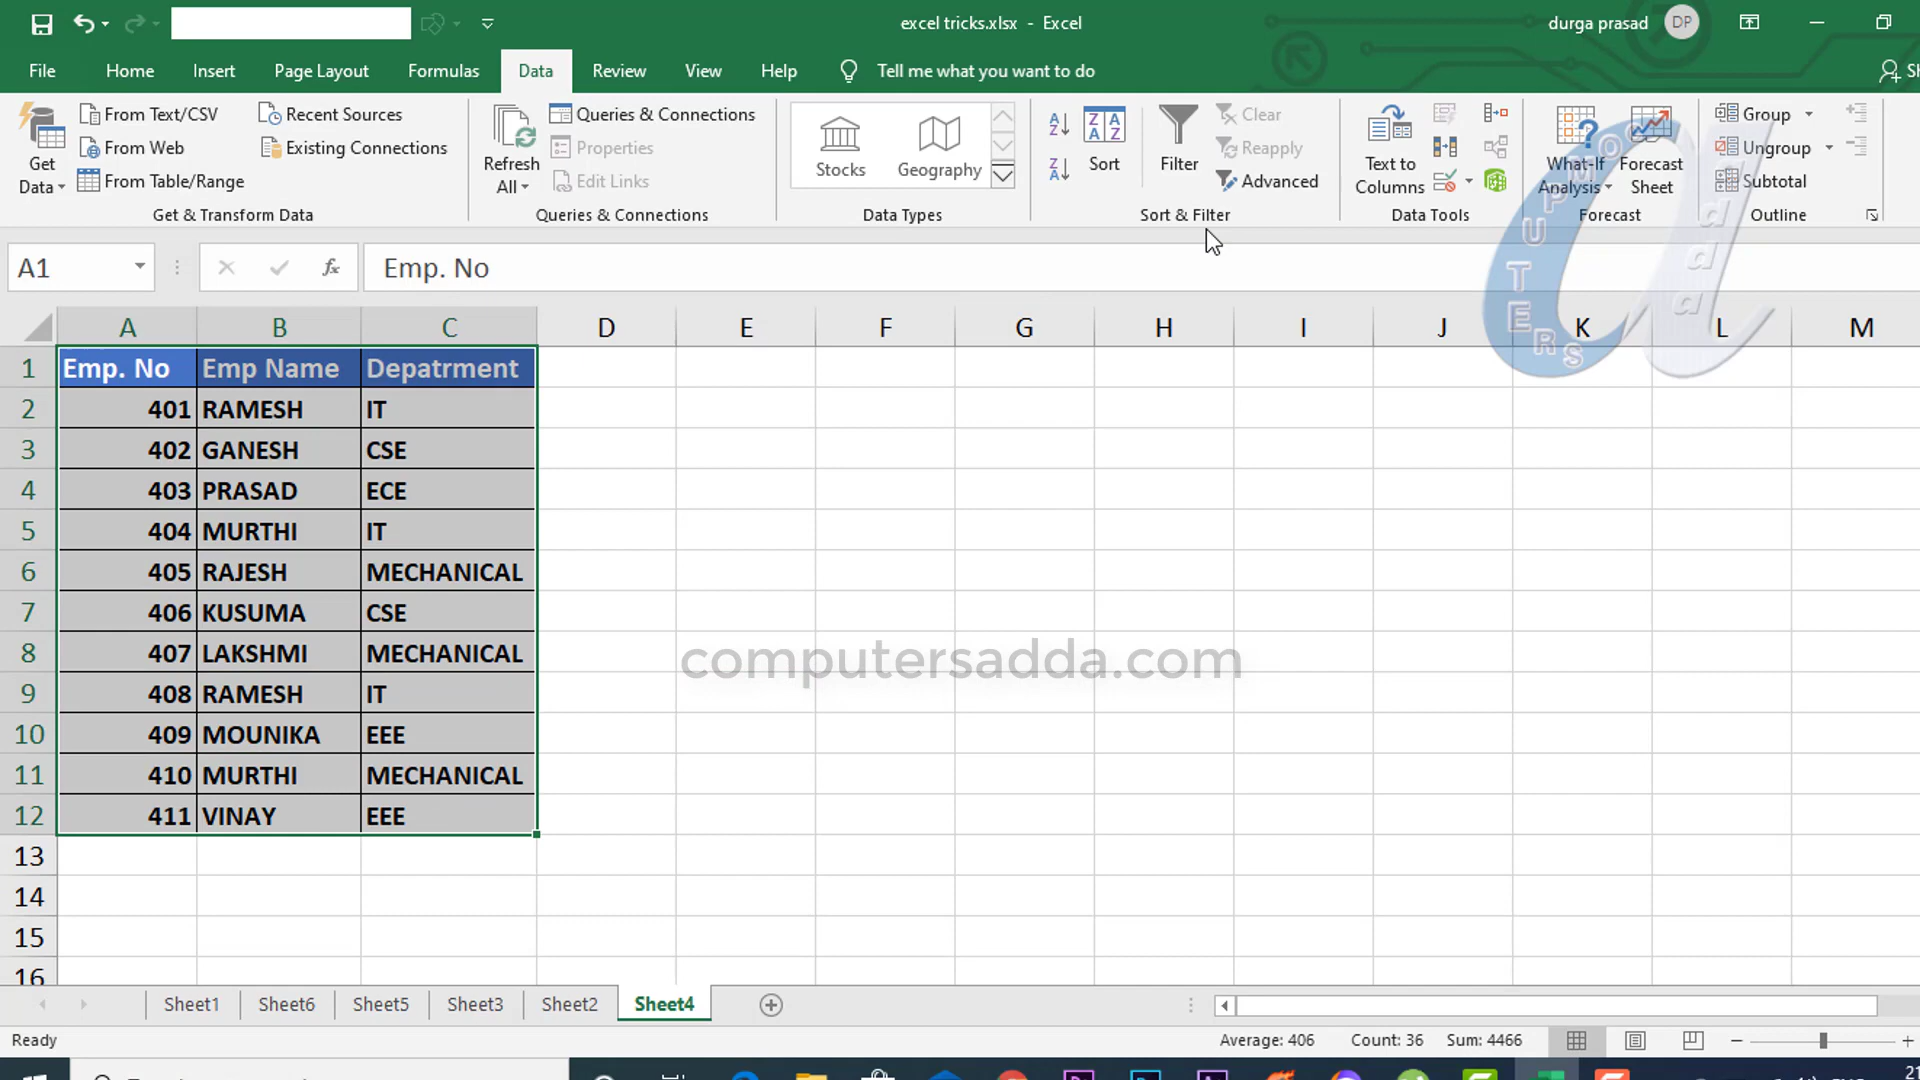 excel tricks.xlsx - Excel
durga prasad DP
File Home Insert Page Layout Formulas Data Review View Help Tell me what you want to do
Get Data
From Text/CSV
From Web
From Table/Range
Recent Sources
Existing Connections
Get & Transform Data
Refresh All
Queries & Connections
Properties
Edit Links
Queries & Connections
Stocks
Geography
Data Types
Sort
Filter
Clear
Reapply
Advanced
Sort & Filter
Text to Columns
Data Tools
What-If Analysis
Forecast Sheet
Forecast
Group
Ungroup
Subtotal
Outline
A1 fx Emp. No
A B C D E F G H I J K L M
1 Emp. No Emp Name Depatrment
2 401 RAMESH IT
3 402 GANESH CSE
4 403 PRASAD ECE
5 404 MURTHI IT
6 405 RAJESH MECHANICAL
7 406 KUSUMA CSE
8 407 LAKSHMI MECHANICAL
9 408 RAMESH IT
10 409 MOUNIKA EEE
11 410 MURTHI MECHANICAL
12 411 VINAY EEE
13
14
15
16
computersadda.com
Sheet1 Sheet6 Sheet5 Sheet3 Sheet2 Sheet4
Ready Average: 406 Count: 36 Sum: 4466